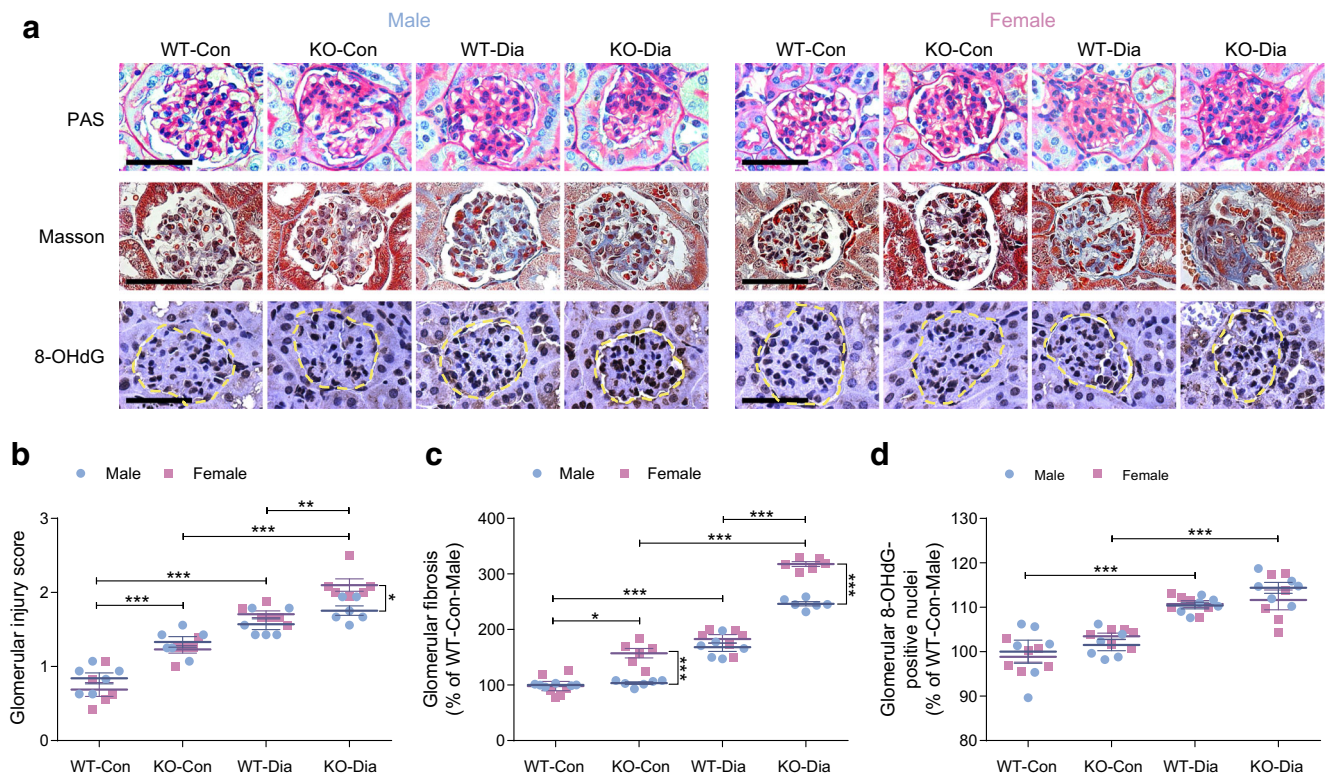 a
Male
Female
WT-Con KO-Con WT-Dia KO-Dia WT-Con KO-Con WT-Dia KO-Dia
PAS
Masson
8-OHdG
b
Male Female
Glomerular injury score
3
2
1
0
***
***
***
**
*
WT-Con KO-Con WT-Dia KO-Dia
c
Male Female
Glomerular fibrosis
(% of WT-Con-Male)
400
300
200
100
0
*
***
***
***
***
***
WT-Con KO-Con WT-Dia KO-Dia
d
Male Female
Glomerular 8-OHdG-
positive nuclei
(% of WT-Con-Male)
130
120
110
100
90
80
***
***
WT-Con KO-Con WT-Dia KO-Dia